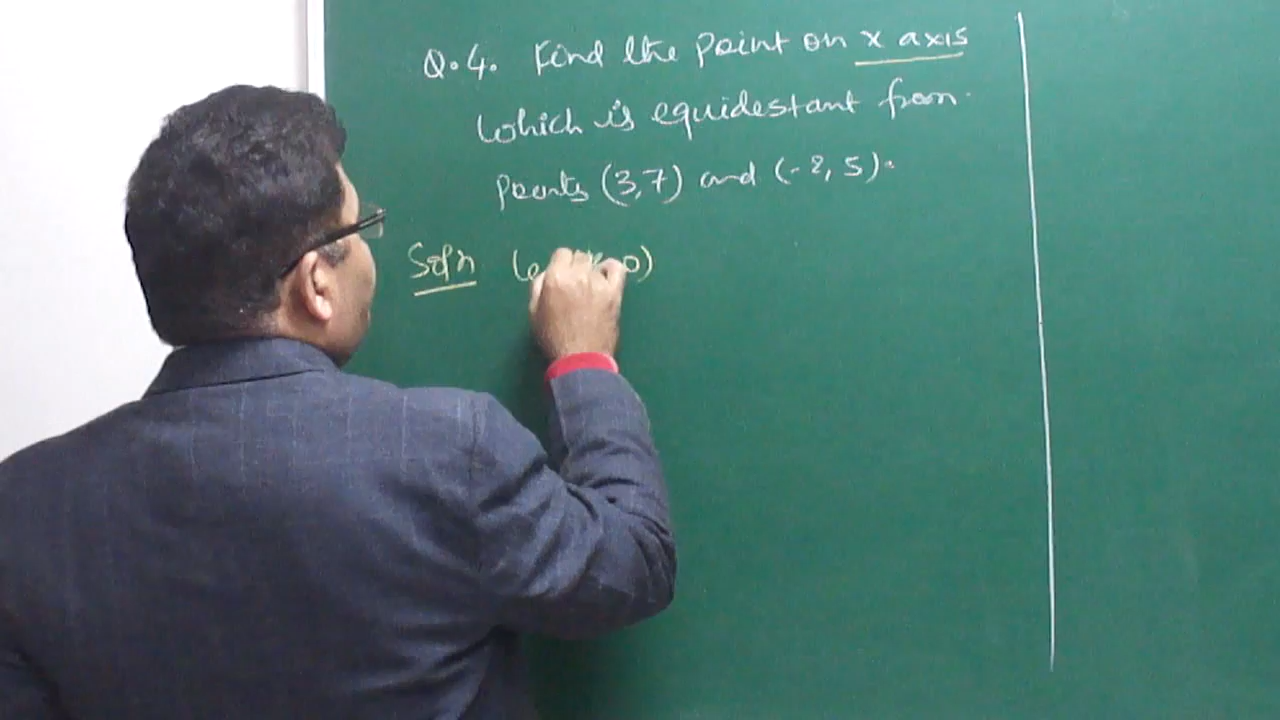 Q.4. Find the point on x axis
which is equidestant from
points (3,7) and (-2, 5).
Soln